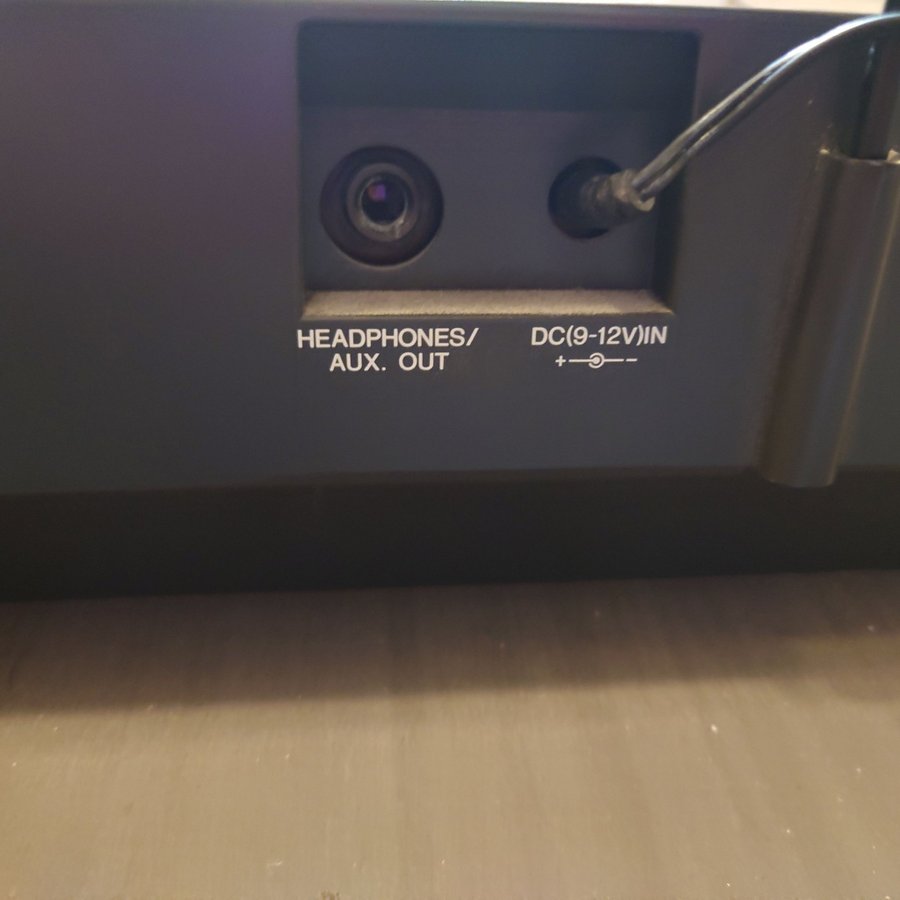 HEADPHONES/
AUX. OUT
DC(9-12V)IN
+ -